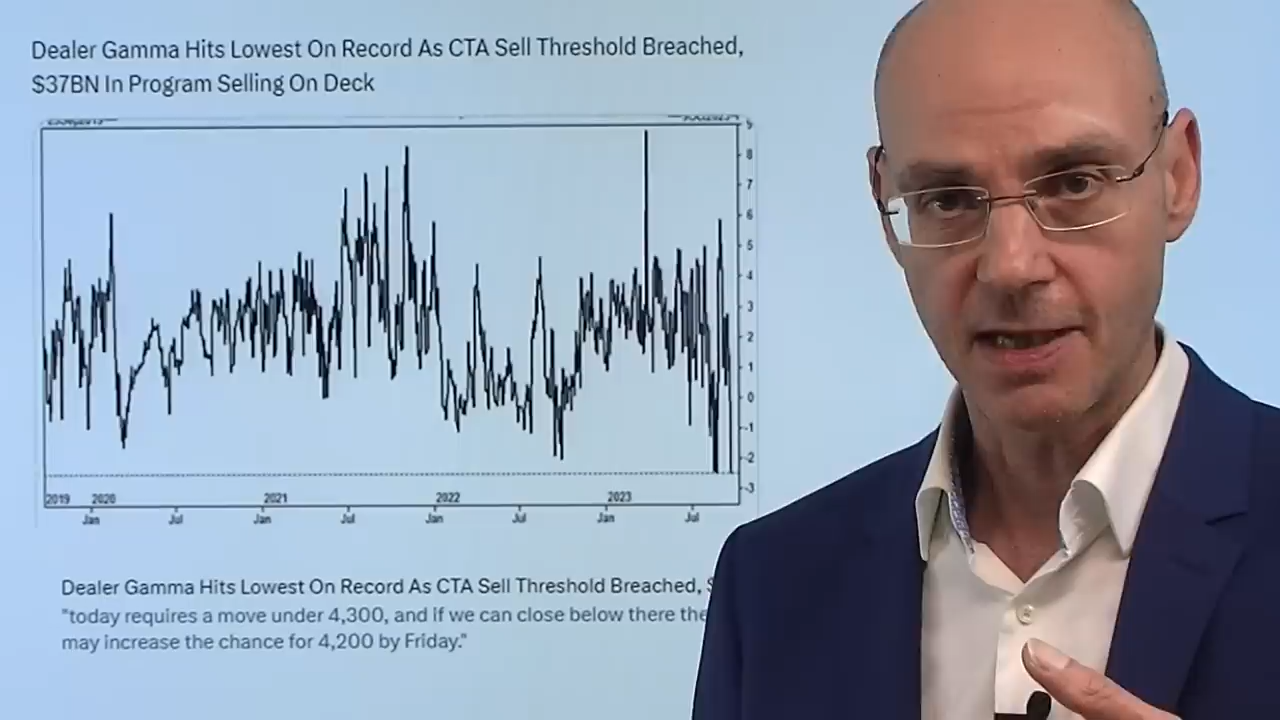 Dealer Gamma Hits Lowest On Record As CTA Sell Threshold Breached,
$37BN In Program Selling On Deck
9
8
7
6
5
4
3
2
1
0
-1
-2
-3
2019 2020 2021 2022 2023
Jan Jul Jan Jul Jan Jul Jan Jul
Dealer Gamma Hits Lowest On Record As CTA Sell Threshold Breached,
"today requires a move under 4,300, and if we can close below there the
may increase the chance for 4,200 by Friday."